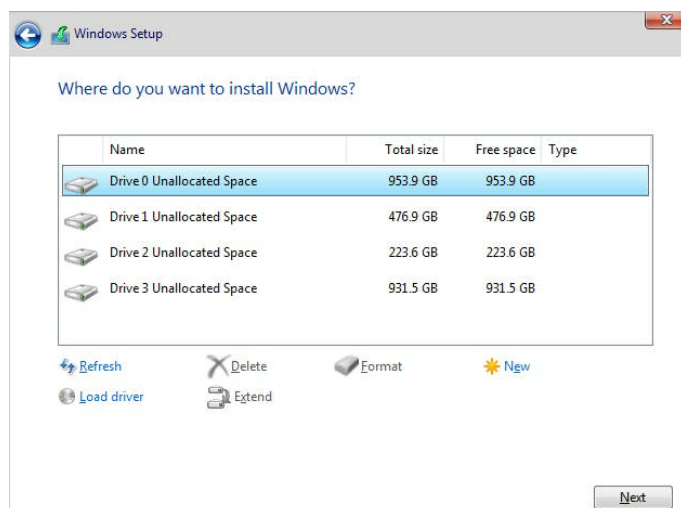 Windows Setup
Where do you want to install Windows?
Name Total size Free space Type
Drive 0 Unallocated Space 953.9 GB 953.9 GB
Drive 1 Unallocated Space 476.9 GB 476.9 GB
Drive 2 Unallocated Space 223.6 GB 223.6 GB
Drive 3 Unallocated Space 931.5 GB 931.5 GB
Refresh Delete Format New
Load driver Extend
Next